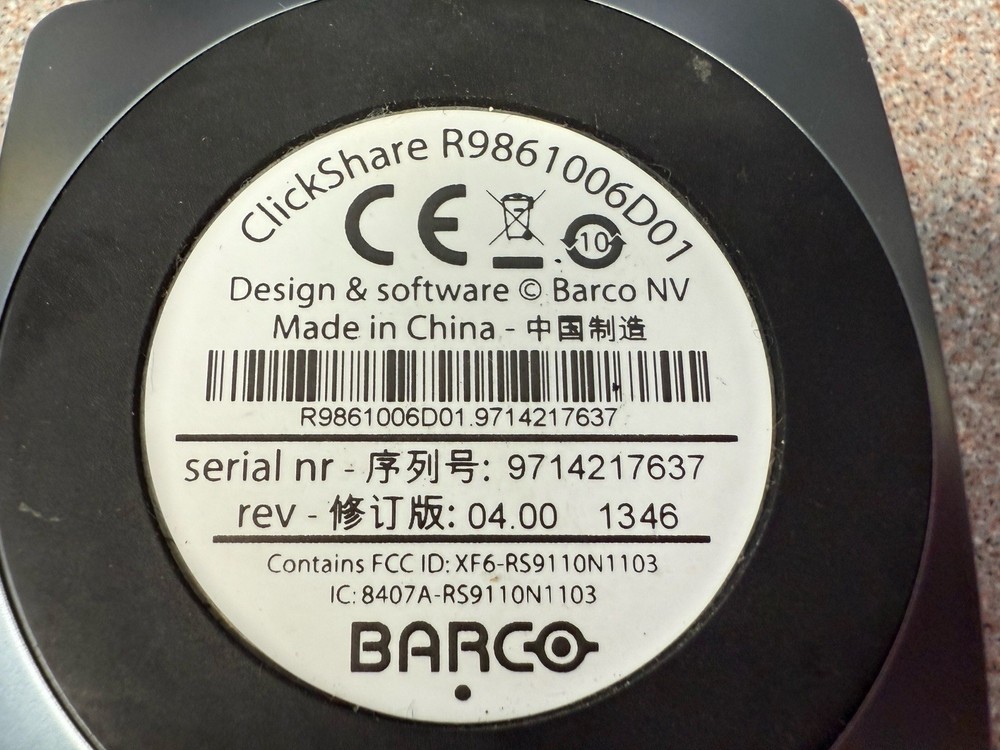 ClickShare R9861006D01
CE 10
Design & software © Barco NV
Made in China - 中国制造
R9861006D01.9714217637
serial nr - 序列号: 9714217637
rev - 修订版: 04.00 1346
Contains FCC ID: XF6-RS9110N1103
IC: 8407A-RS9110N1103
BARCO